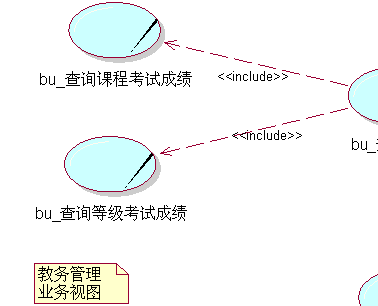 bu_查询课程考试成绩
<<include>>
<<include>>
bu_
bu_查询等级考试成绩
教务管理
业务视图